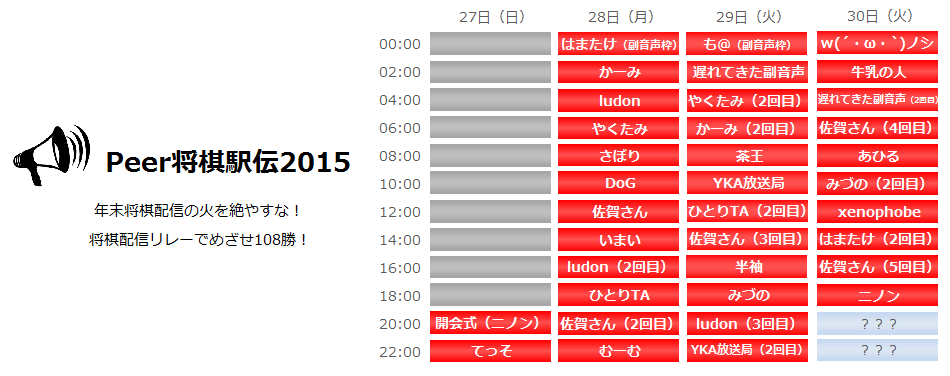 27日（日） 28日（月） 29日（火） 30日（火）
00:00 はまたけ（副音声枠） も＠（副音声枠） w(´・ω・`)ノシ
02:00 かーみ 遅れてきた副音声 牛乳の人
04:00 ludon やくたみ（2回目） 遅れてきた副音声（2回目）
06:00 やくたみ かーみ（2回目） 佐賀さん（4回目）
08:00 さぼり 茶王 あひる
10:00 DoG YKA放送局 みづの（2回目）
12:00 佐賀さん ひとりTA（2回目） xenophobe
14:00 いまい 佐賀さん（3回目） はまたけ（2回目）
16:00 ludon（2回目） 半袖 佐賀さん（5回目）
18:00 ひとりTA みづの ニノン
20:00 開会式（ニノン） 佐賀さん（2回目） ludon（3回目） ？？？
22:00 てっそ むーむ YKA放送局（2回目） ？？？
Peer将棋駅伝2015
年末将棋配信の火を絶やすな！
将棋配信リレーでめざせ108勝！